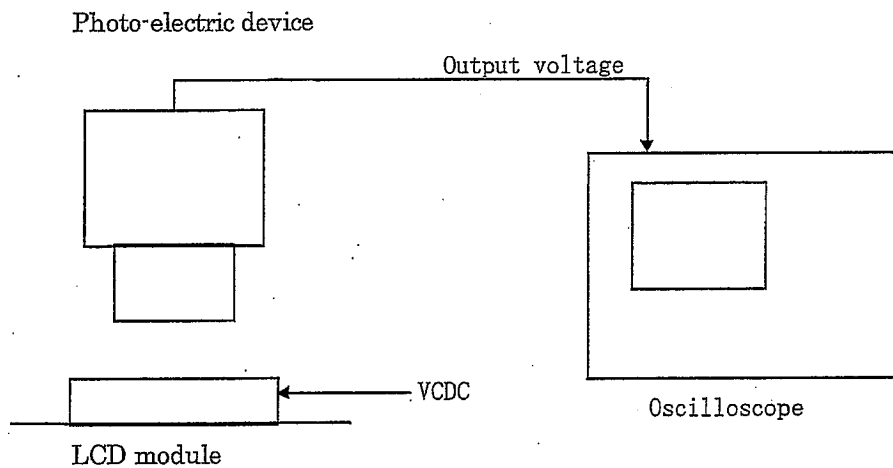 Photo-electric device
Output voltage
VCDC
Oscilloscope
LCD module